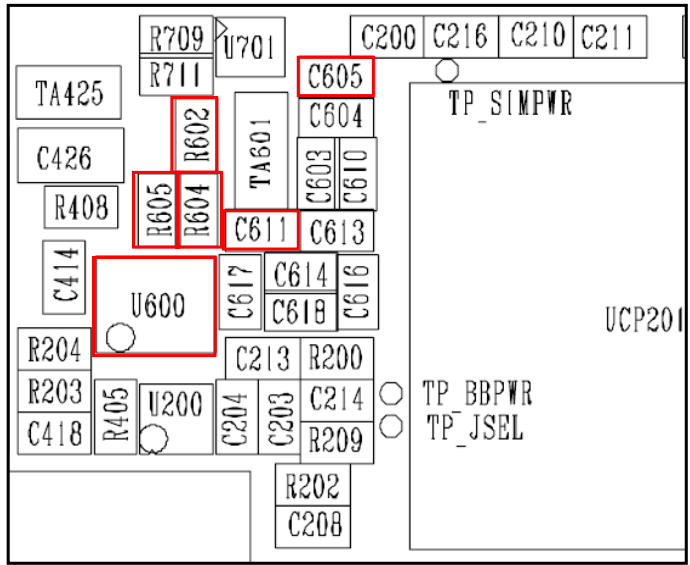 R709
U701
C200 C216 C210 C211
R711
C605
TA425
TP_SIMPWR
C604
R602
TA601
C426
C603
C610
R408
R605
R604
C611
C613
C414
C617
C614
C616
U600
C618
UCP201
R204
C213
R200
R203
R405
U200
C204
C203
C214
TP_BBPWR
C418
R209
TP_JSEL
R202
C208